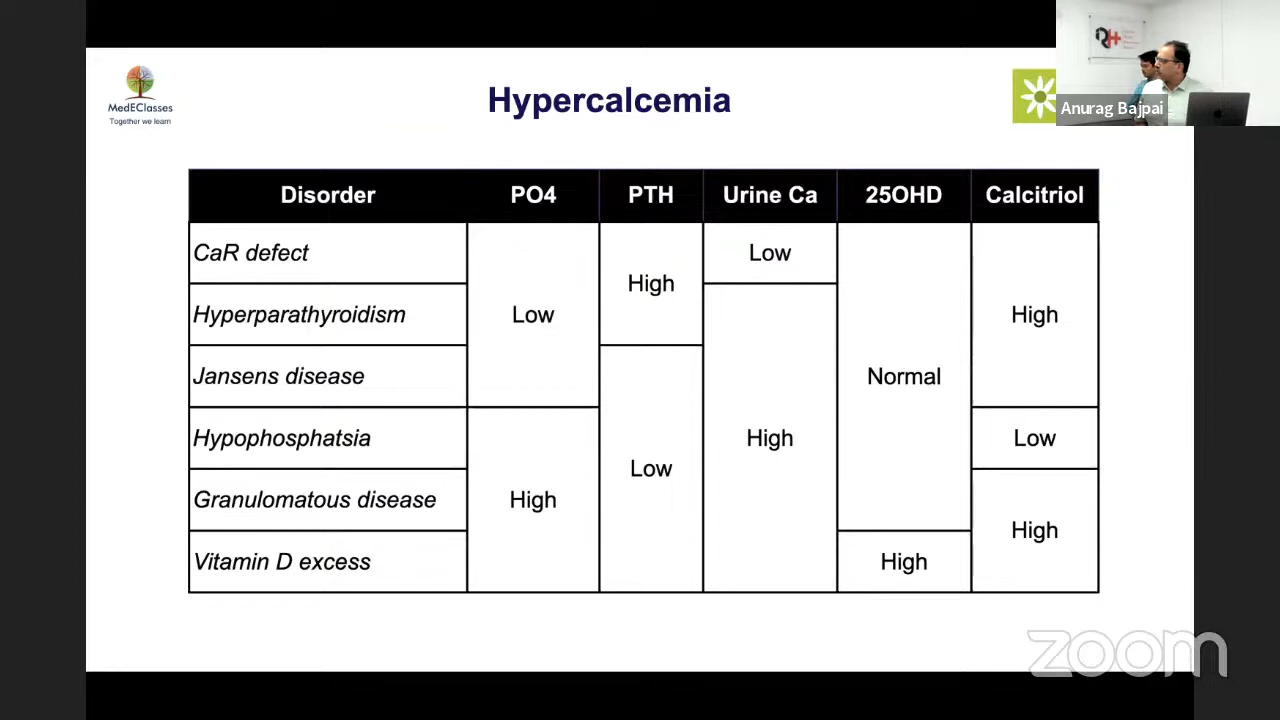 MedEClasses
Together we learn
Hypercalcemia
RH
Anurag Bajpai
Disorder PO4 PTH Urine Ca 25OHD Calcitriol
CaR defect
Low
High
Hyperparathyroidism
Low
High
Jansens disease
Normal
Hypophosphatsia
High
Low
Low
Granulomatous disease
High
High
Vitamin D excess
High
zoom